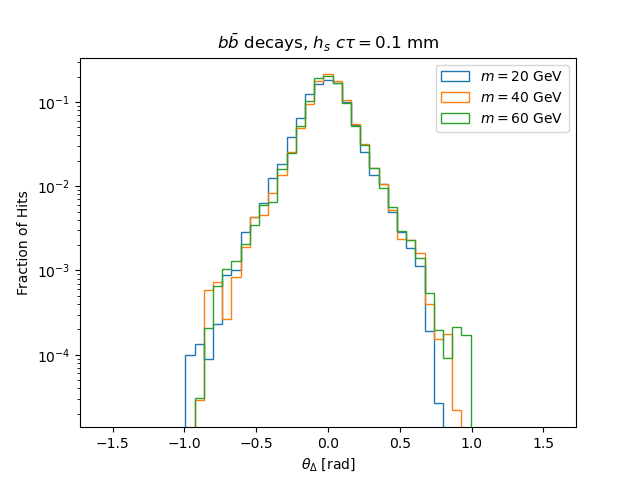 $b\bar{b}$ decays, $h_s$ $c\tau = 0.1$ mm
$m = 20$ GeV
$m = 40$ GeV
$m = 60$ GeV
Fraction of Hits
$10^{-1}$
$10^{-2}$
$10^{-3}$
$10^{-4}$
−1.5 −1.0 −0.5 0.0 0.5 1.0 1.5
$\theta_\Delta$ [rad]